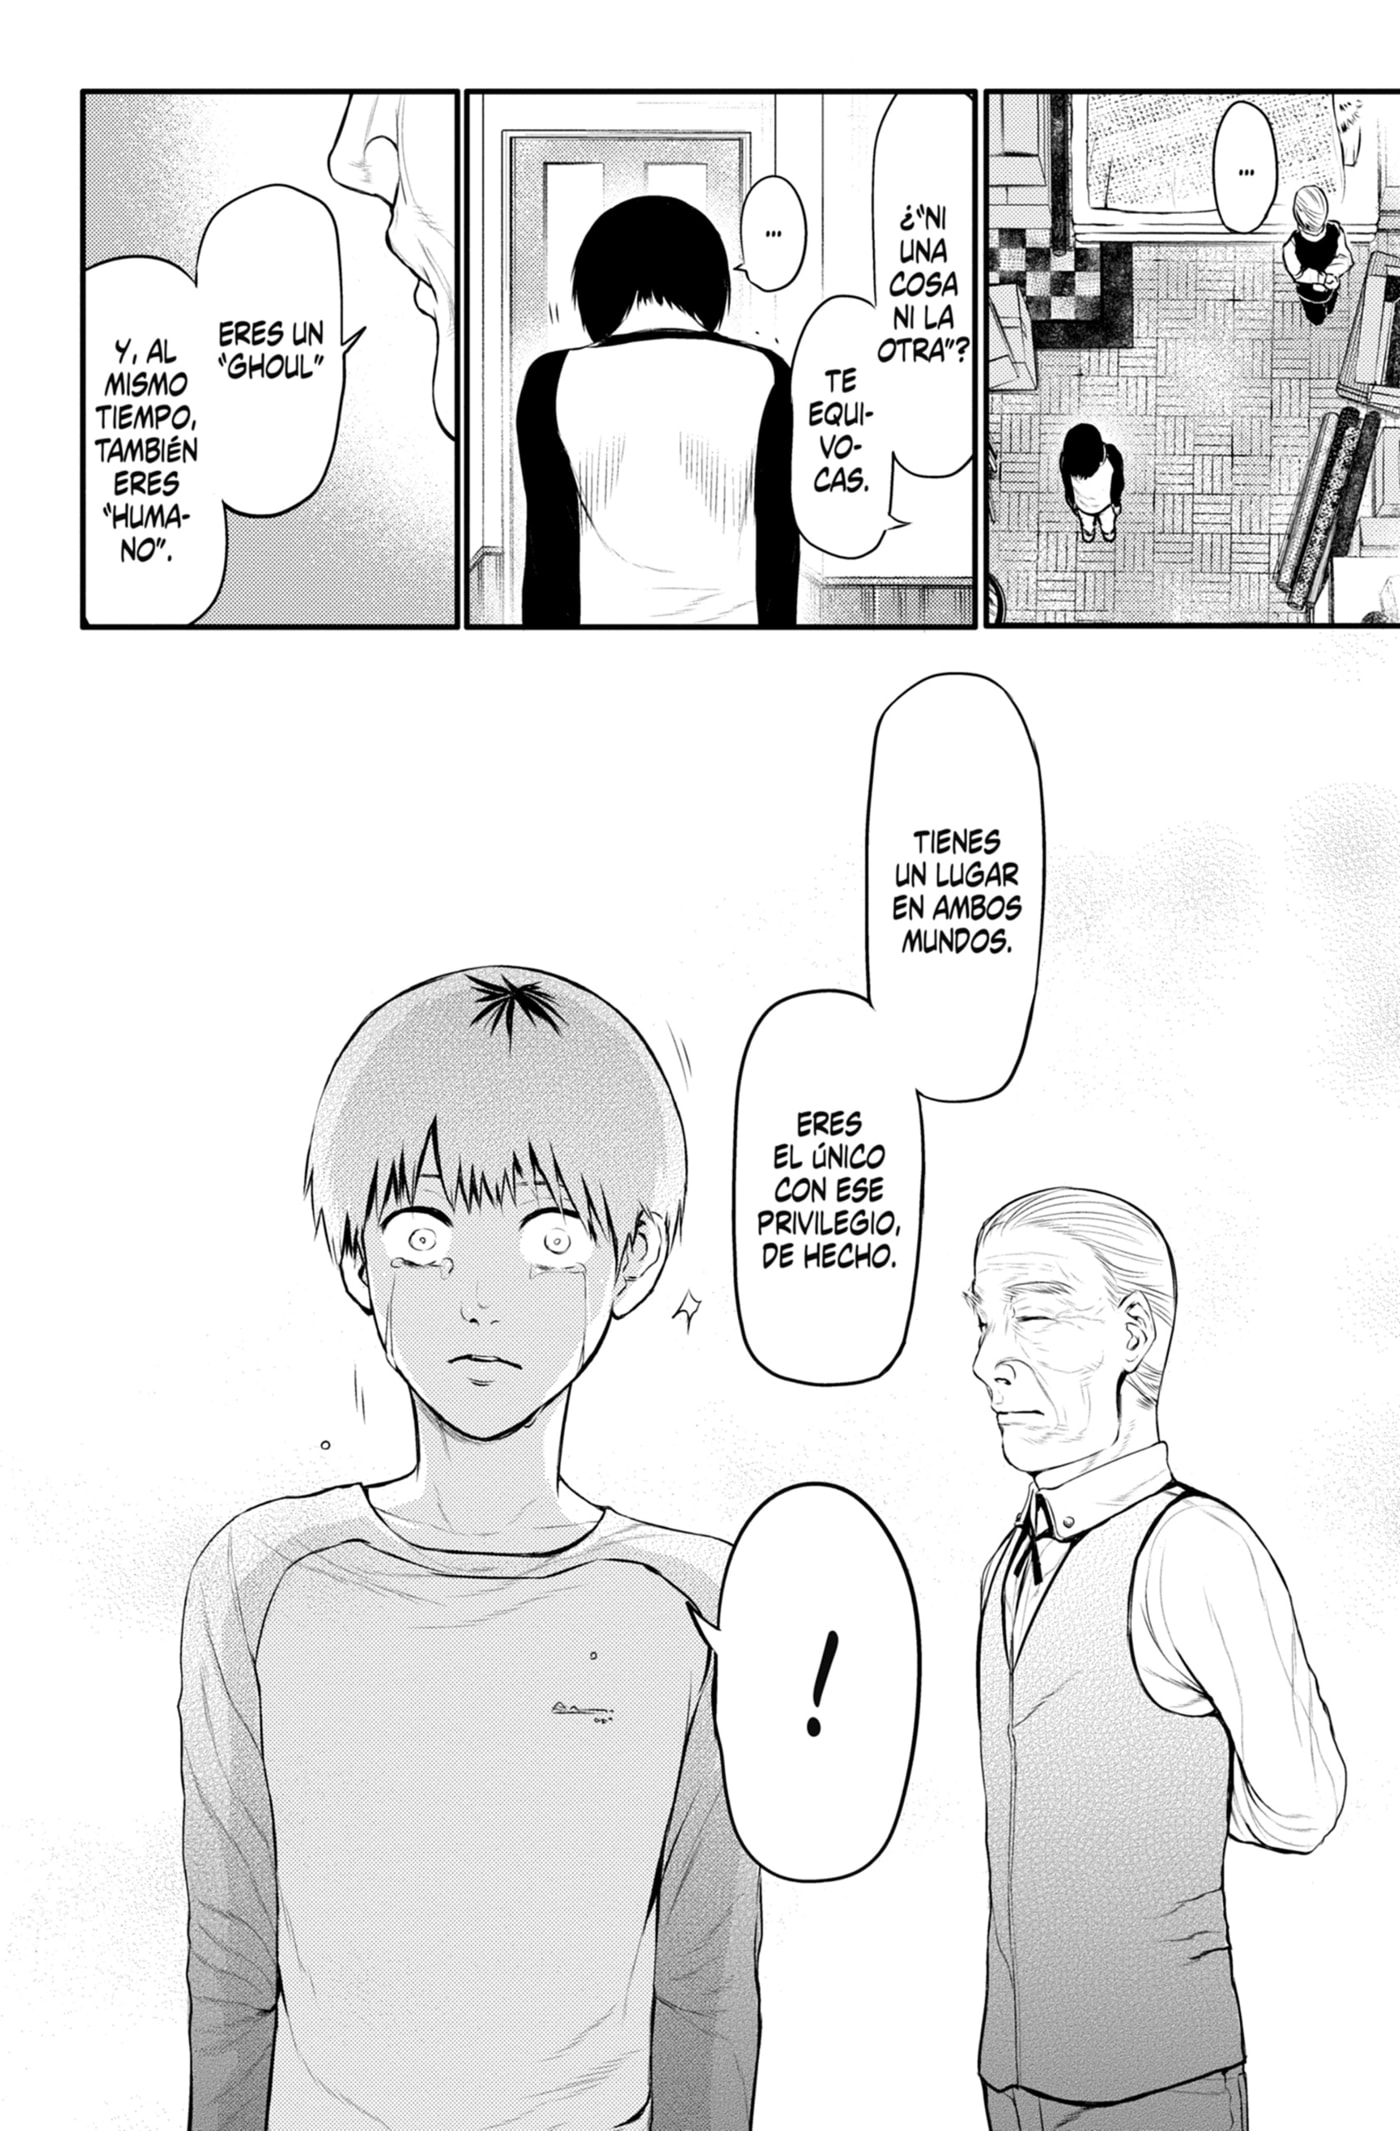 ...
¿"NI
UNA
COSA
NI LA
OTRA"?
TE
EQUI-
VO-
CAS.
...
ERES UN
"GHOUL"
Y, AL
MISMO
TIEMPO,
TAMBIÉN
ERES
"HUMA-
NO".
TIENES
UN LUGAR
EN AMBOS
MUNDOS.
ERES
EL ÚNICO
CON ESE
PRIVILEGIO,
DE HECHO.
!